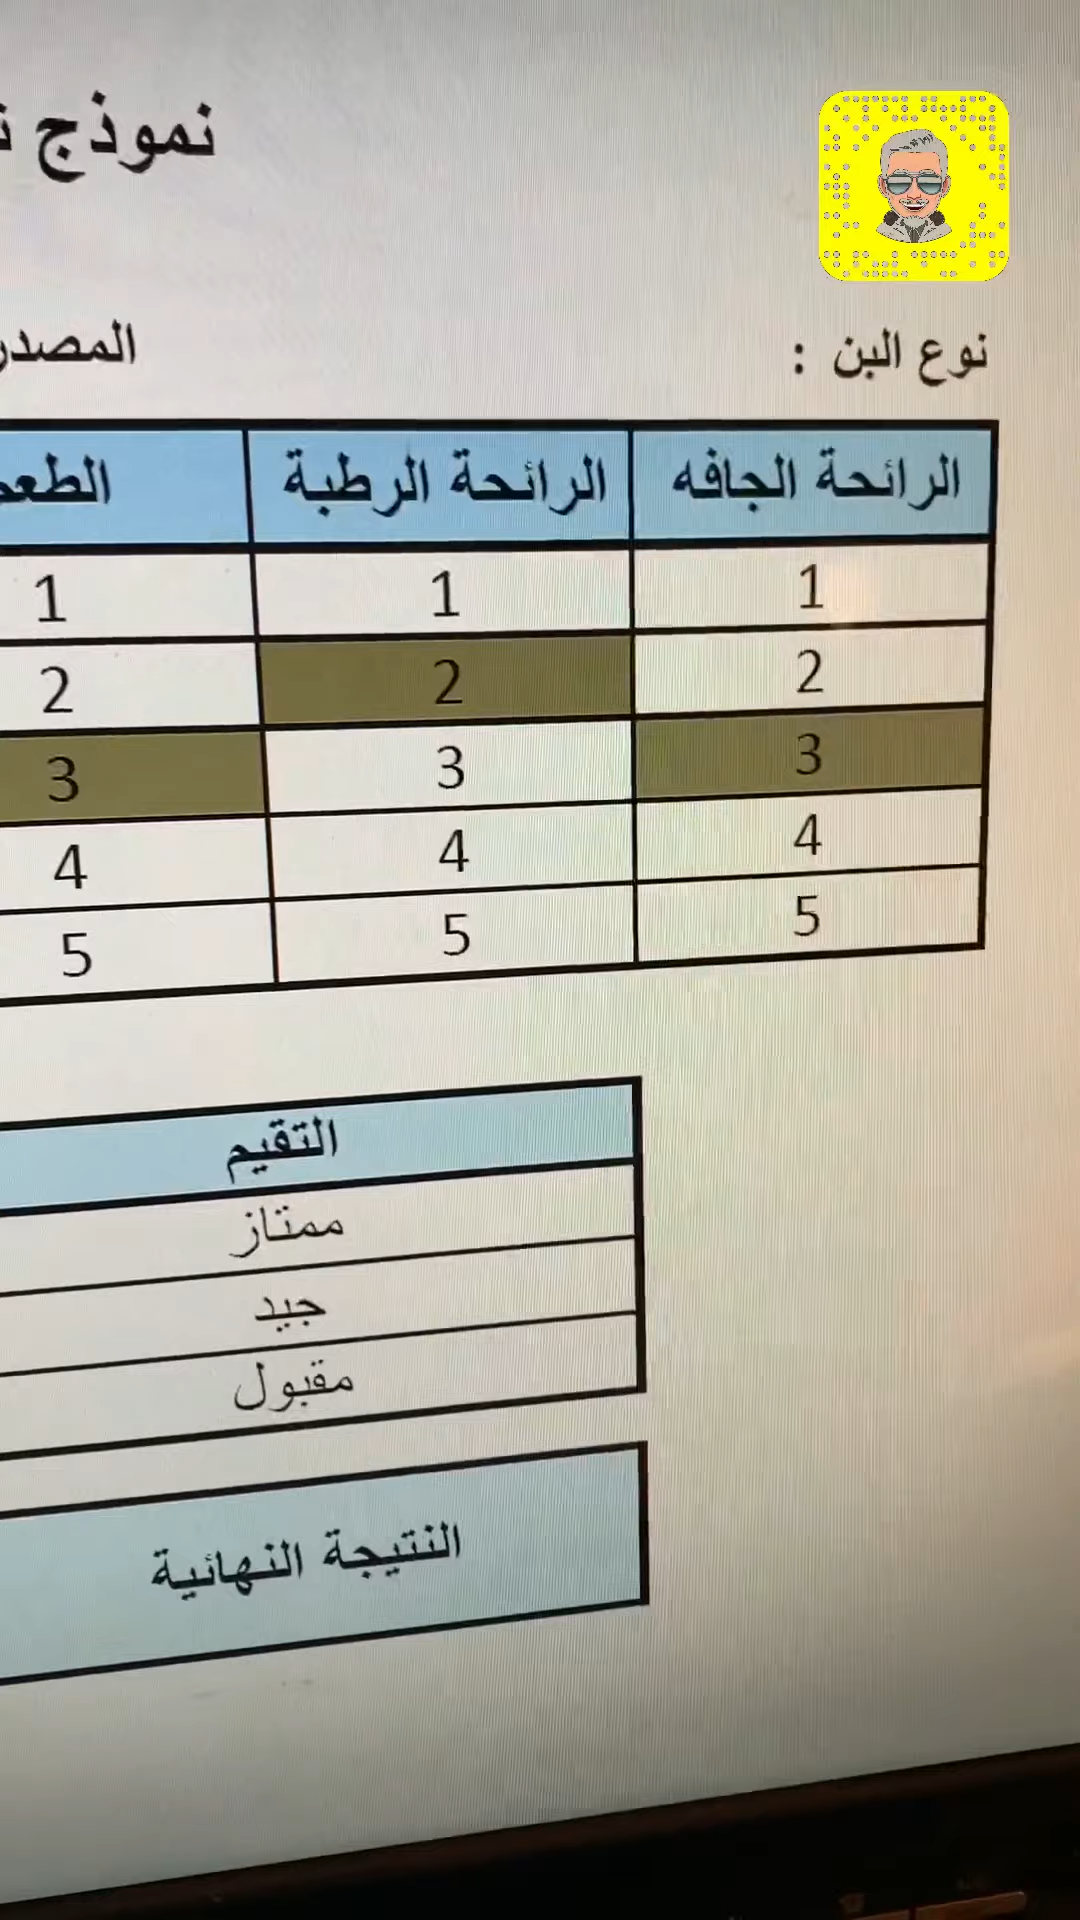 نموذج
نوع البن : المصدر
الرائحة الجافه الرائحة الرطبة الطعم
1 1 1
2 2 2
3 3 3
4 4 4
5 5 5
التقيم
ممتاز
جيد
مقبول
النتيجة النهائية